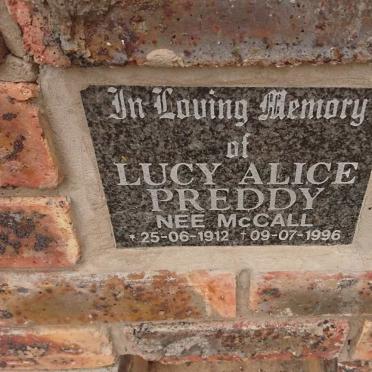 In Loving Memory
of
LUCY ALICE
PREDDY
NEE McCALL
* 25-06-1912 † 09-07-1996